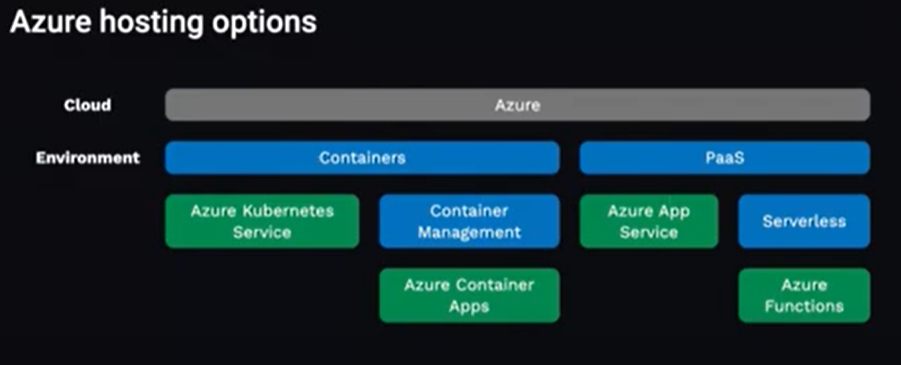 Azure hosting options
Cloud
Azure
Environment
Containers
PaaS
Azure Kubernetes
Service
Container
Management
Azure App
Service
Serverless
Azure Container
Apps
Azure
Functions